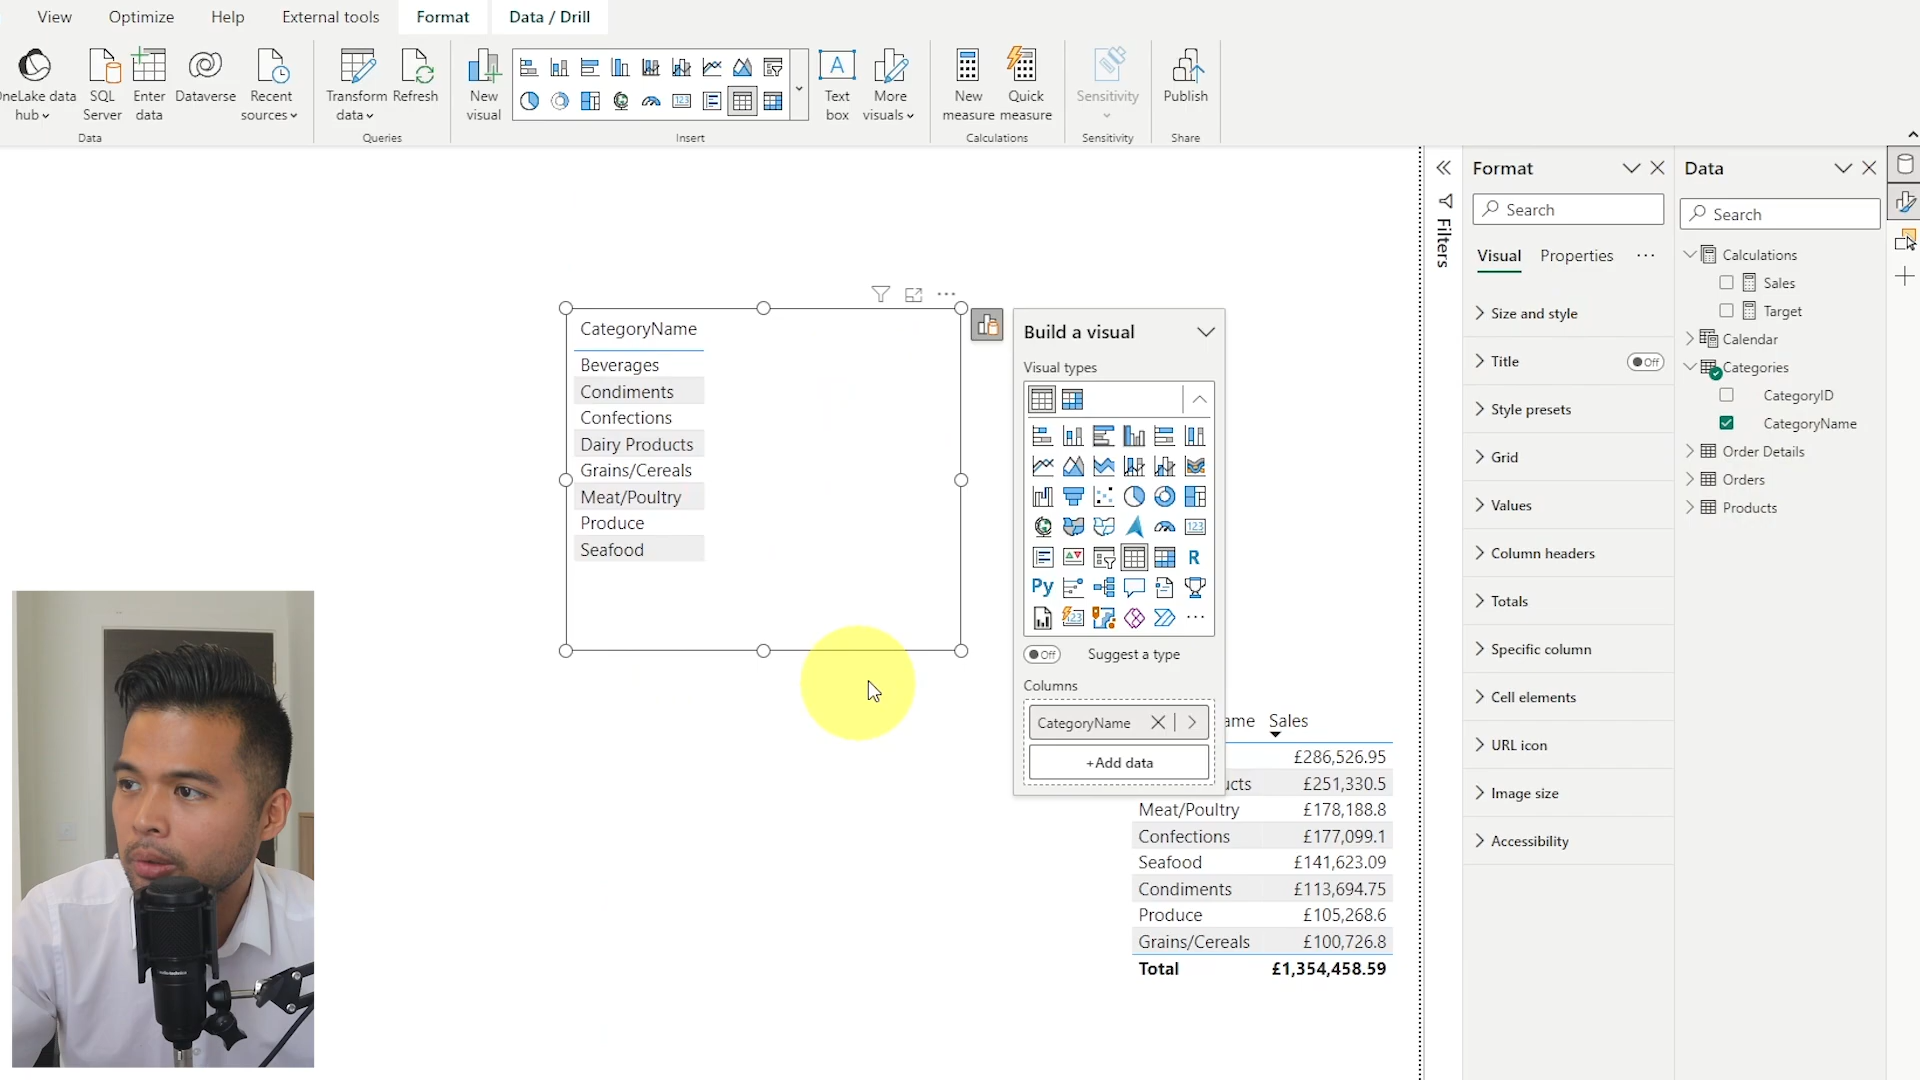 View Optimize Help External tools Format Data / Drill
OneLake data hub
SQL Server
Enter data
Dataverse
Recent sources
Transform data
Refresh
New visual
Text box
More visuals
New measure
Quick measure
Sensitivity
Publish
Data
Queries
Insert
Calculations
Sensitivity
Share
CategoryName
Beverages
Condiments
Confections
Dairy Products
Grains/Cereals
Meat/Poultry
Produce
Seafood
Build a visual
Visual types
123
R
Py
Off Suggest a type
Columns
CategoryName
+Add data
ame Sales
£286,526.95
ucts £251,330.5
Meat/Poultry £178,188.8
Confections £177,099.1
Seafood £141,623.09
Condiments £113,694.75
Produce £105,268.6
Grains/Cereals £100,726.8
Total £1,354,458.59
Filters
Format
Search
Visual Properties
Size and style
Title Off
Style presets
Grid
Values
Column headers
Totals
Specific column
Cell elements
URL icon
Image size
Accessibility
Data
Search
Calculations
Sales
Target
Calendar
Categories
CategoryID
CategoryName
Order Details
Orders
Products